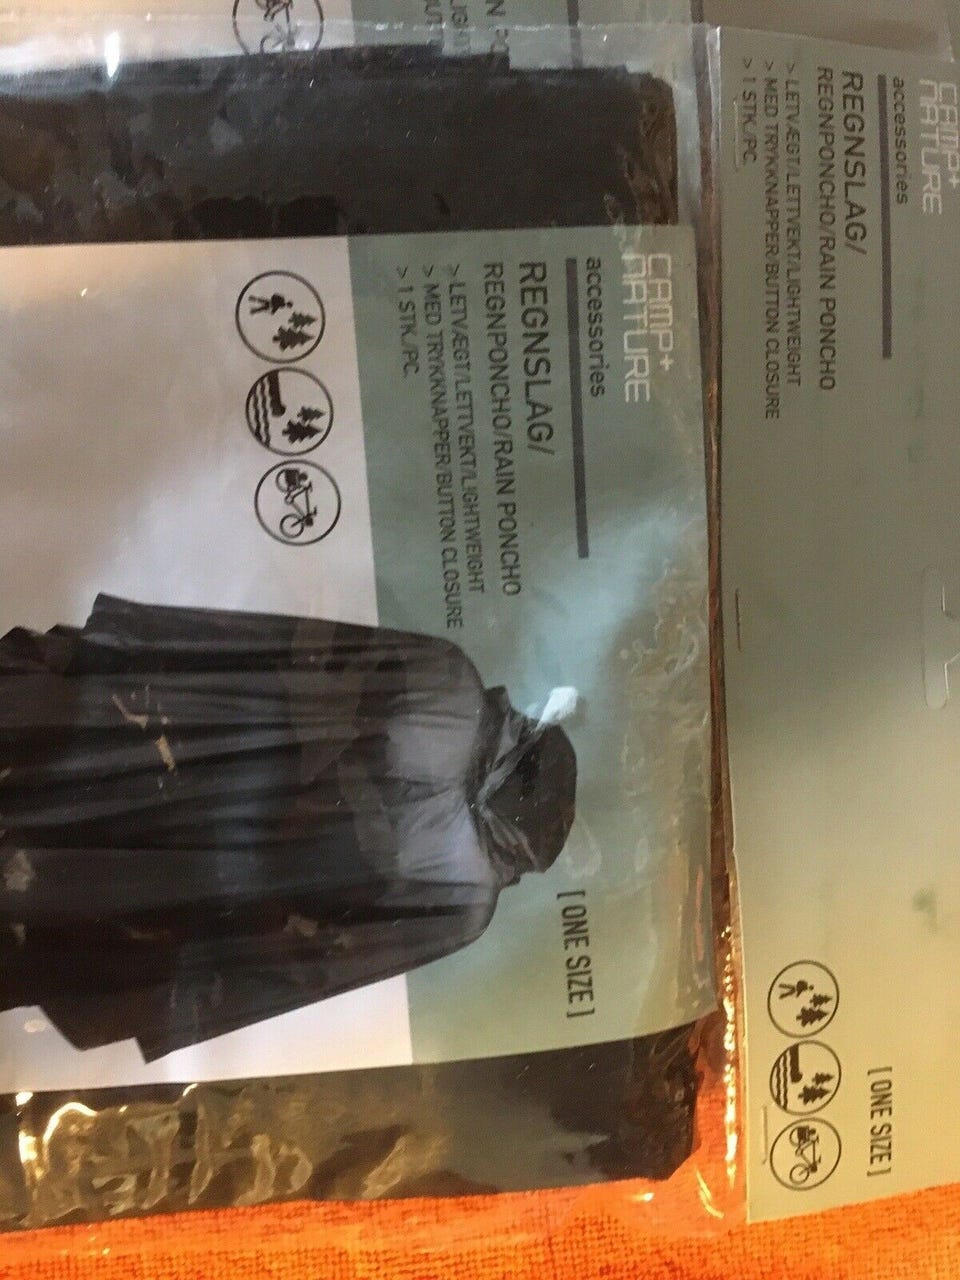 CAMP+
NATURE
accessories
REGNSLAG/
REGNPONCHO/RAIN PONCHO
> LETVÆGT/LETTVEKT/LIGHTWEIGHT
> MED TRYKKNAPPER/BUTTON CLOSURE
> 1 STK./PC.
[ ONE SIZE ]
CAMP+
NATURE
accessories
REGNSLAG/
REGNPONCHO/RAIN PONCHO
> LETVÆGT/LETTVEKT/LIGHTWEIGHT
> MED TRYKKNAPPER/BUTTON CLOSURE
> 1 STK./PC.
[ ONE SIZE ]